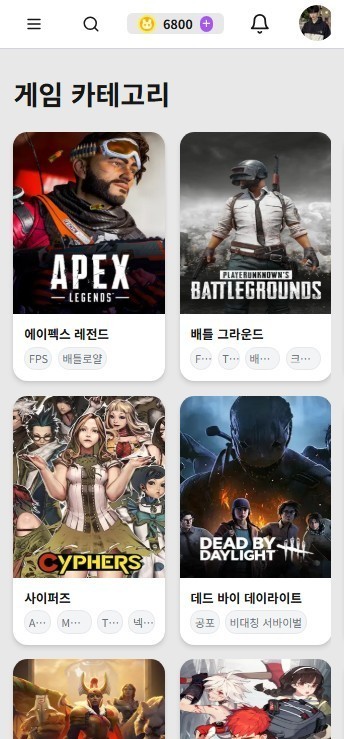 6800
게임 카테고리
APEX
LEGENDS
에이펙스 레전드
FPS 배틀로얄
PLAYERUNKNOWN'S
BATTLEGROUNDS
배틀 그라운드
F··· T··· 배··· 크···
CYPHERS
사이퍼즈
A··· M··· T··· 넥···
DEAD BY
DAYLIGHT
데드 바이 데이라이트
공포 비대칭 서바이벌